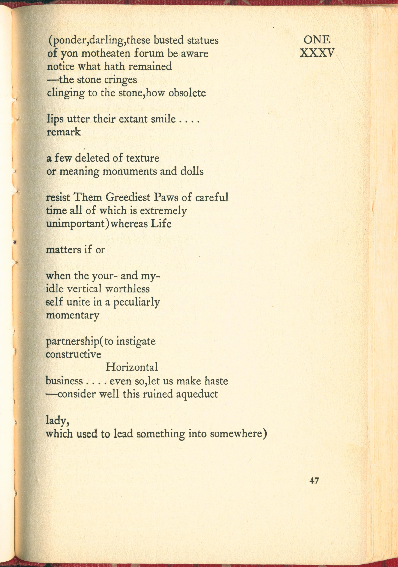 (ponder,darling,these busted statues
of yon motheaten forum be aware
notice what hath remained
—the stone cringes
clinging to the stone,how obsolete

lips utter their extant smile . . . .
remark

a few deleted of texture
or meaning monuments and dolls

resist Them Greediest Paws of careful
time all of which is extremely
unimportant)whereas Life

matters if or

when the your- and my-
idle vertical worthless
self unite in a peculiarly
momentary

partnership(to instigate
constructive
Horizontal
business . . . . even so,let us make haste
—consider well this ruined aqueduct

lady,
which used to lead something into somewhere)

ONE
XXXV

47